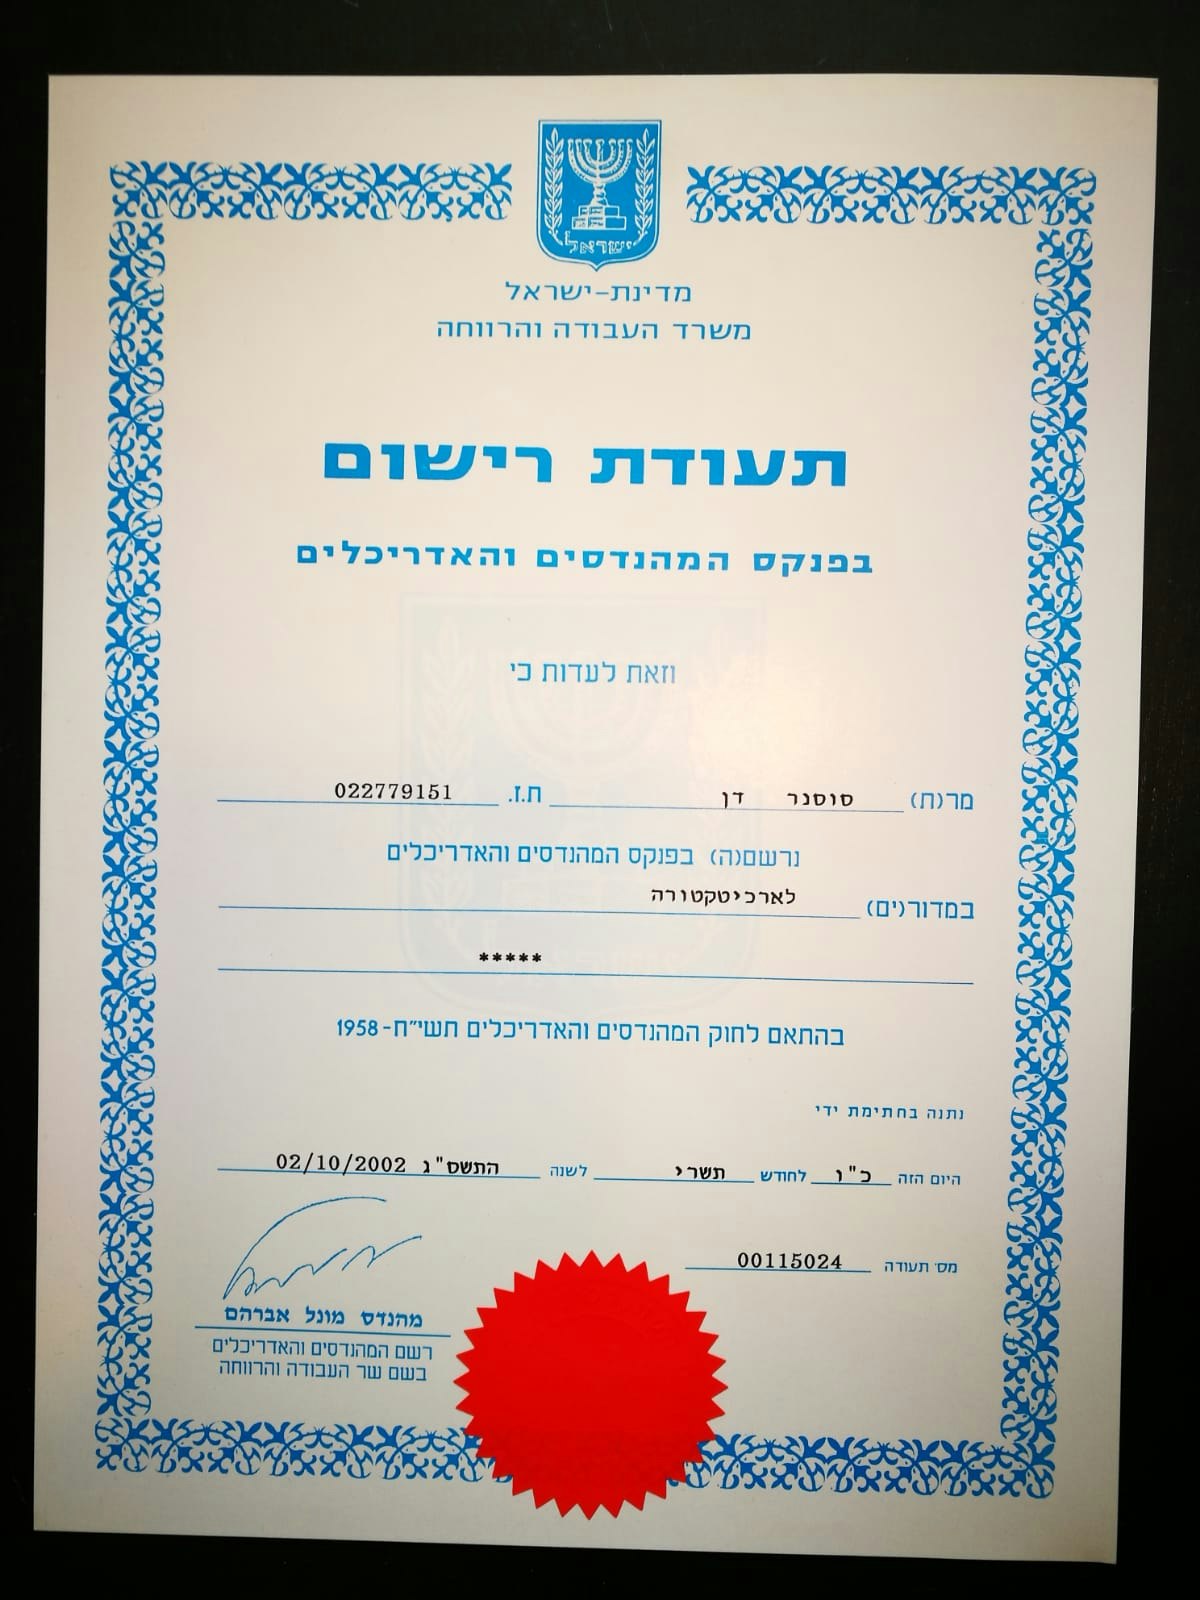 ישראל
מדינת-ישראל
משרד העבודה והרווחה
תעודת רישום
בפנקס המהנדסים והאדריכלים
וזאת לעדות כי
מר(ת) סוסנר דן ת.ז. 022779151
נרשם(ה) בפנקס המהנדסים והאדריכלים
במדור(ים) לארכיטקטורה
*****
בהתאם לחוק המהנדסים והאדריכלים תשי״ח-1958
נתנה בחתימת ידי
היום הזה כ"ו לחודש תשרי לשנה התשס"ג 02/10/2002
מס׳ תעודה 00115024
מהנדס מונל אברהם
רשם המהנדסים והאדריכלים
בשם שר העבודה והרווחה